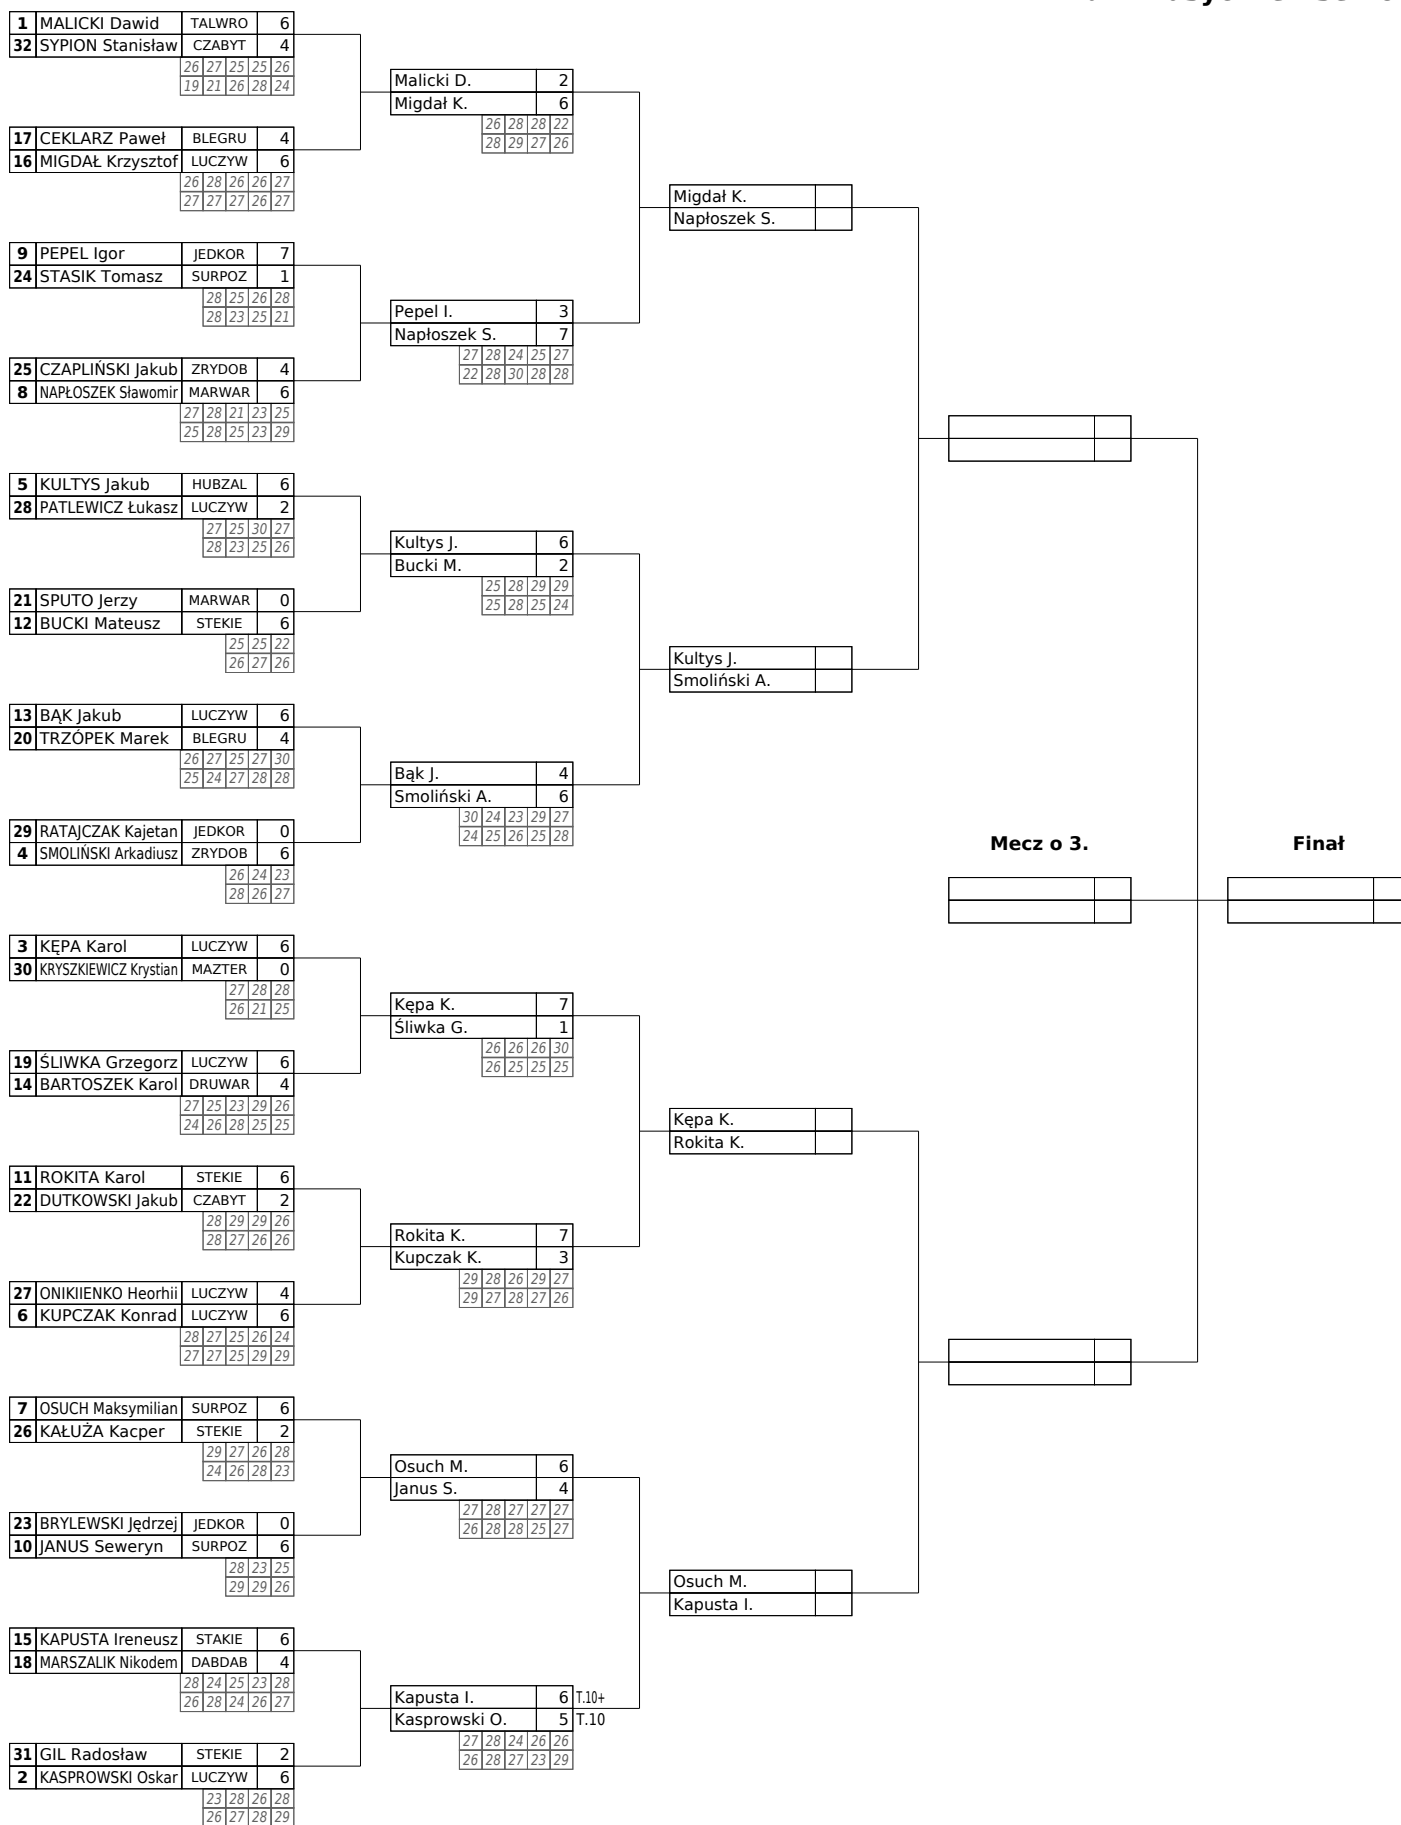 1 MALICKI Dawid TALWRO 6
32 SYPION Stanisław CZABYT 4
26 27 25 25 26
19 21 26 28 24
17 CEKLARZ Paweł BLEGRU 4
16 MIGDAŁ Krzysztof LUCZYW 6
26 28 26 26 27
27 27 27 26 27
9 PEPEL Igor JEDKOR 7
24 STASIK Tomasz SURPOZ 1
28 25 26 28
28 23 25 21
25 CZAPLIŃSKI Jakub ZRYDOB 4
8 NAPŁOSZEK Sławomir MARWAR 6
27 28 21 23 25
25 28 25 23 29
5 KULTYS Jakub HUBZAL 6
28 PATLEWICZ Łukasz LUCZYW 2
27 25 30 27
28 23 25 26
21 SPUTO Jerzy MARWAR 0
12 BUCKI Mateusz STEKIE 6
25 25 22
26 27 26
13 BĄK Jakub LUCZYW 6
20 TRZÓPEK Marek BLEGRU 4
26 27 25 27 30
25 24 27 28 28
29 RATAJCZAK Kajetan JEDKOR 0
4 SMOLIŃSKI Arkadiusz ZRYDOB 6
26 24 23
28 26 27
3 KĘPA Karol LUCZYW 6
30 KRYSZKIEWICZ Krystian MAZTER 0
27 28 28
26 21 25
19 ŚLIWKA Grzegorz LUCZYW 6
14 BARTOSZEK Karol DRUWAR 4
27 25 23 29 26
24 26 28 25 25
11 ROKITA Karol STEKIE 6
22 DUTKOWSKI Jakub CZABYT 2
28 29 29 26
28 27 26 26
27 ONIKIIENKO Heorhii LUCZYW 4
6 KUPCZAK Konrad LUCZYW 6
28 27 25 26 24
27 27 25 29 29
7 OSUCH Maksymilian SURPOZ 6
26 KAŁUŻA Kacper STEKIE 2
29 27 26 28
24 26 28 23
23 BRYLEWSKI Jędrzej JEDKOR 0
10 JANUS Seweryn SURPOZ 6
28 23 25
29 29 26
15 KAPUSTA Ireneusz STAKIE 6
18 MARSZALIK Nikodem DABDAB 4
28 24 25 23 28
26 28 24 26 27
31 GIL Radosław STEKIE 2
2 KASPROWSKI Oskar LUCZYW 6
23 28 26 28
26 27 28 29
Malicki D. 2
Migdał K. 6
26 28 28 22
28 29 27 26
Pepel I. 3
Napłoszek S. 7
27 28 24 25 27
22 28 30 28 28
Kultys J. 6
Bucki M. 2
25 28 29 29
25 28 25 24
Bąk J. 4
Smoliński A. 6
30 24 23 29 27
24 25 26 25 28
Kępa K. 7
Śliwka G. 1
26 26 26 30
26 25 25 25
Rokita K. 7
Kupczak K. 3
29 28 26 29 27
29 27 28 27 26
Osuch M. 6
Janus S. 4
27 28 27 27 27
26 28 28 25 27
Kapusta I. 6 T.10+
Kasprowski O. 5 T.10
27 28 24 26 26
26 28 27 23 29
Migdał K.
Napłoszek S.
Kultys J.
Smoliński A.
Kępa K.
Rokita K.
Osuch M.
Kapusta I.
Mecz o 3.
Finał